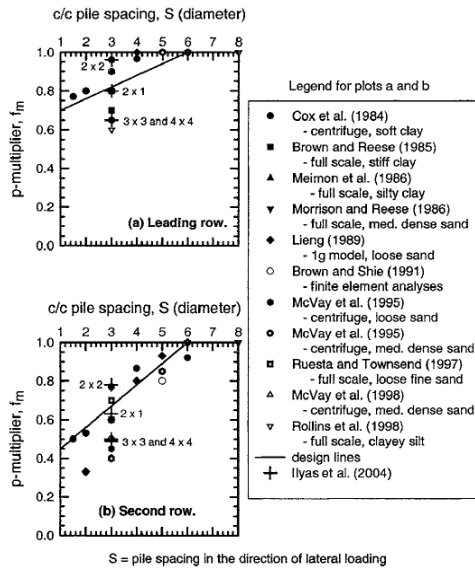 c/c pile spacing, S (diameter)
1 2 3 4 5 6 7 8
1.0
0.8
0.6
0.4
0.2
0.0
p-multiplier, fm
2 x 2
2 x 1
3 x 3 and 4 x 4
(a) Leading row.
c/c pile spacing, S (diameter)
1 2 3 4 5 6 7 8
1.0
0.8
0.6
0.4
0.2
0.0
p-multiplier, fm
2 x 2
2 x 1
3 x 3 and 4 x 4
(b) Second row.
S = pile spacing in the direction of lateral loading
Legend for plots a and b
Cox et al. (1984)
- centrifuge, soft clay
Brown and Reese (1985)
- full scale, stiff clay
Meimon et al. (1986)
- full scale, silty clay
Morrison and Reese (1986)
- full scale, med. dense sand
Lieng (1989)
- 1g model, loose sand
Brown and Shie (1991)
- finite element analyses
McVay et al. (1995)
- centrifuge, loose sand
McVay et al. (1995)
- centrifuge, med. dense sand
Ruesta and Townsend (1997)
- full scale, loose fine sand
McVay et al. (1998)
- centrifuge, med. dense sand
Rollins et al. (1998)
- full scale, clayey silt
design lines
Ilyas et al. (2004)